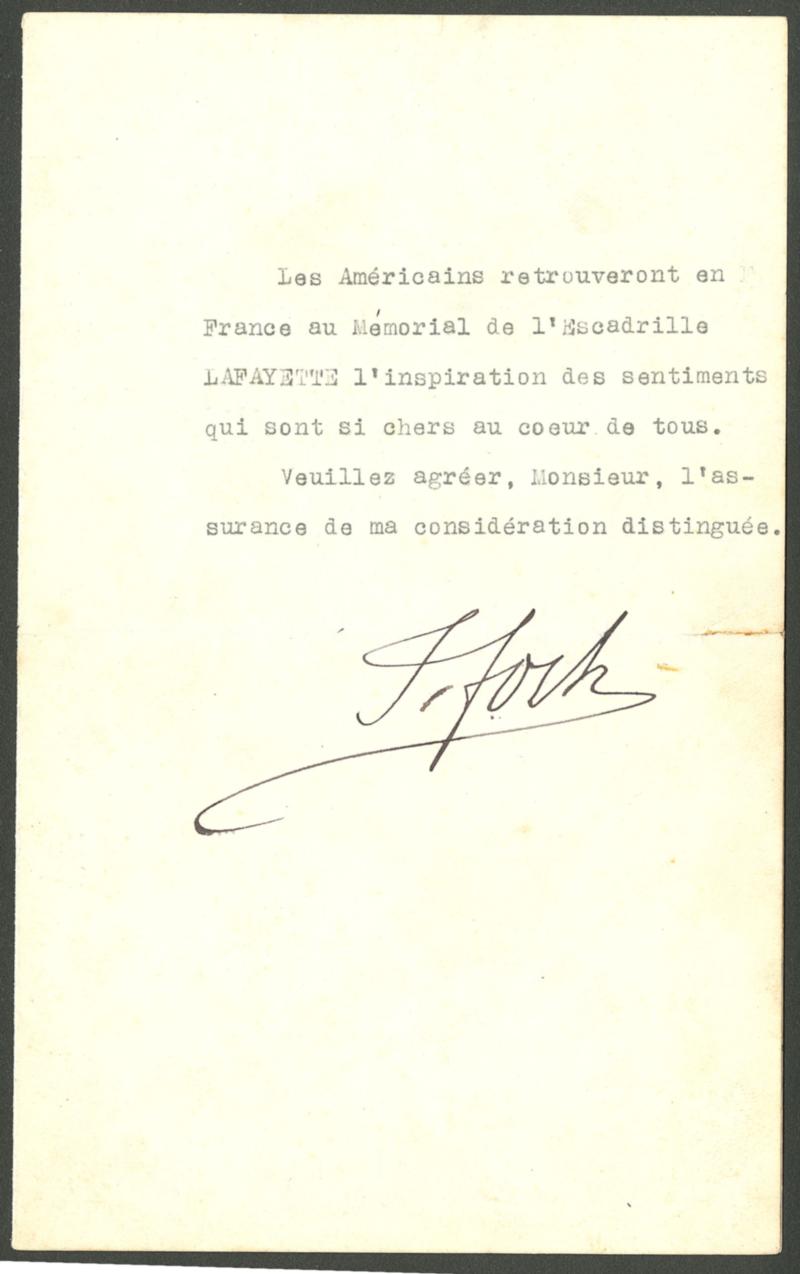 Les Américains retrouveront en
France au Mémorial de l'Escadrille
LAFAYETTE l'inspiration des sentiments
qui sont si chers au coeur de tous.
Veuillez agréer, Monsieur, l'as-
surance de ma considération distinguée.
F. Foch